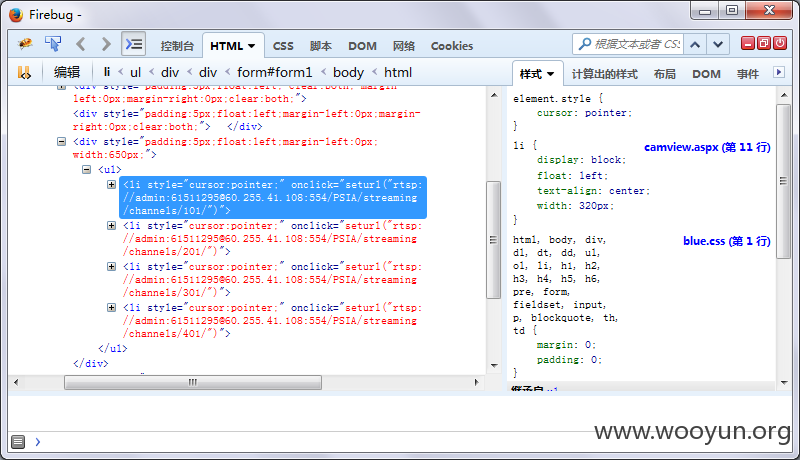 Firebug -
控制台 HTML CSS 脚本 DOM 网络 Cookies
根据文本或者 CSS
编辑 li < ul < div < div < form#form1 < body < html
样式 计算出的样式 布局 DOM 事件
<div style="padding:5px;float:left; clear:both; margin-
left:0px;margin-right:0px;clear:both;">
<div style="padding:5px;float:left;margin-left:0px;margin-
right:0px;clear:both;"> </div>
<div style="padding:5px;float:left;margin-left:0px;
width:650px;">
<ul>
<li style="cursor:pointer;" onclick="seturl("rtsp:
//admin:61511295@60.255.41.108:554/PSIA/streaming
/channels/101/")">
<li style="cursor:pointer;" onclick="seturl("rtsp:
//admin:61511295@60.255.41.108:554/PSIA/streaming
/channels/201/")">
<li style="cursor:pointer;" onclick="seturl("rtsp:
//admin:61511295@60.255.41.108:554/PSIA/streaming
/channels/301/")">
<li style="cursor:pointer;" onclick="seturl("rtsp:
//admin:61511295@60.255.41.108:554/PSIA/streaming
/channels/401/")">
</ul>
</div>
element.style {
cursor: pointer;
}
li { camview.aspx (第 11 行)
display: block;
float: left;
text-align: center;
width: 320px;
}
html, body, div, blue.css (第 1 行)
dl, dt, dd, ul,
ol, li, h1, h2,
h3, h4, h5, h6,
pre, form,
fieldset, input,
p, blockquote, th,
td {
margin: 0;
padding: 0;
}
继承自 ul
www.wooyun.org